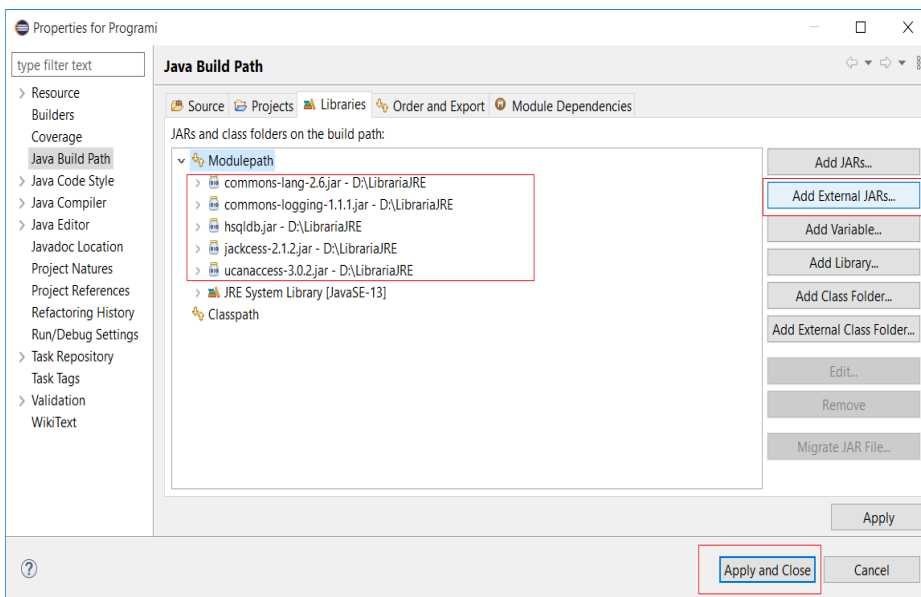 Properties for Programi
type filter text
Java Build Path
Resource
Builders
Coverage
Java Build Path
Java Code Style
Java Compiler
Java Editor
Javadoc Location
Project Natures
Project References
Refactoring History
Run/Debug Settings
Task Repository
Task Tags
Validation
WikiText
Source Projects Libraries Order and Export Module Dependencies
JARs and class folders on the build path:
Modulepath
commons-lang-2.6.jar - D:\LibrariaJRE
commons-logging-1.1.1.jar - D:\LibrariaJRE
hsqldb.jar - D:\LibrariaJRE
jackcess-2.1.2.jar - D:\LibrariaJRE
ucanaccess-3.0.2.jar - D:\LibrariaJRE
JRE System Library [JavaSE-13]
Classpath
Add JARs...
Add External JARs...
Add Variable...
Add Library...
Add Class Folder...
Add External Class Folder...
Edit...
Remove
Migrate JAR File...
Apply
Apply and Close Cancel